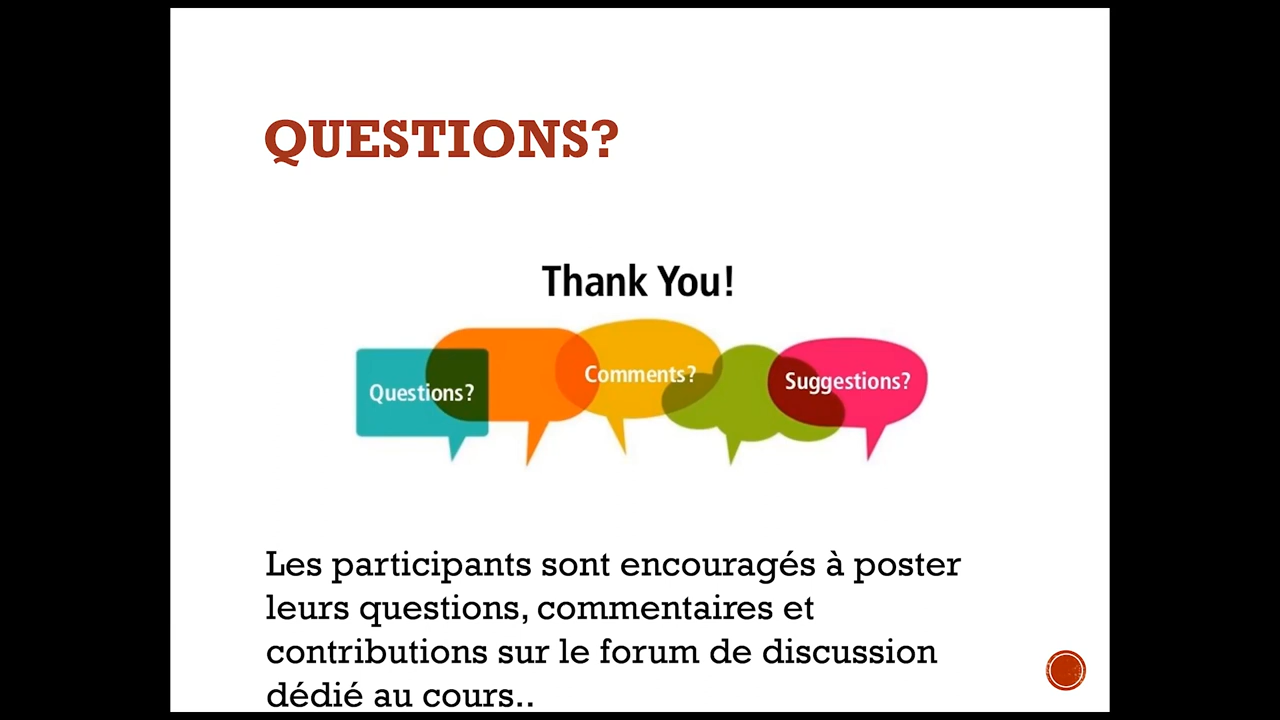 QUESTIONS?
Thank You!
Questions?
Comments?
Suggestions?
Les participants sont encouragés à poster
leurs questions, commentaires et
contributions sur le forum de discussion
dédié au cours..